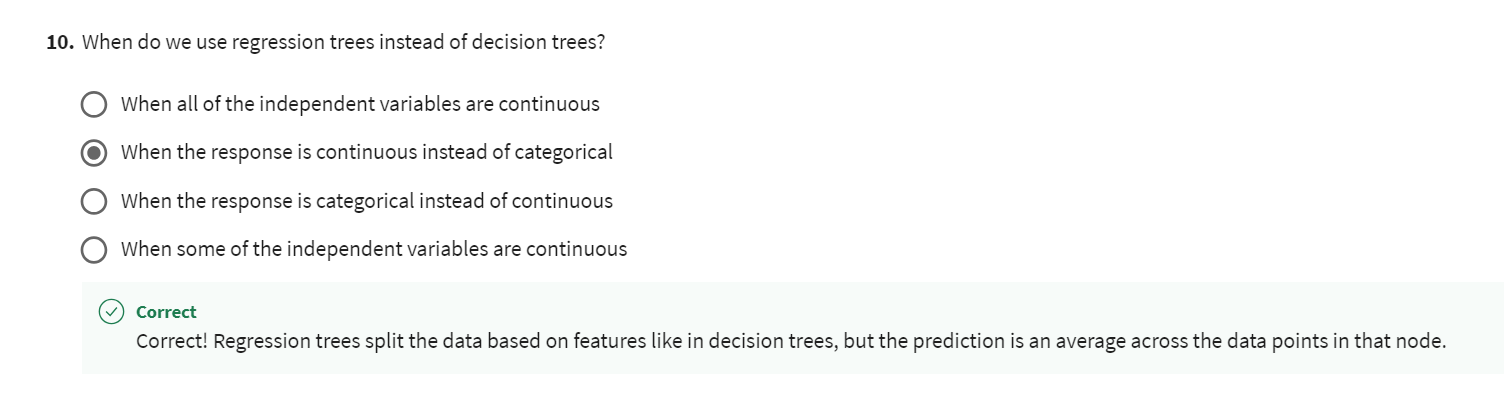 10. When do we use regression trees instead of decision trees?
When all of the independent variables are continuous
When the response is continuous instead of categorical
When the response is categorical instead of continuous
When some of the independent variables are continuous
Correct
Correct! Regression trees split the data based on features like in decision trees, but the prediction is an average across the data points in that node.